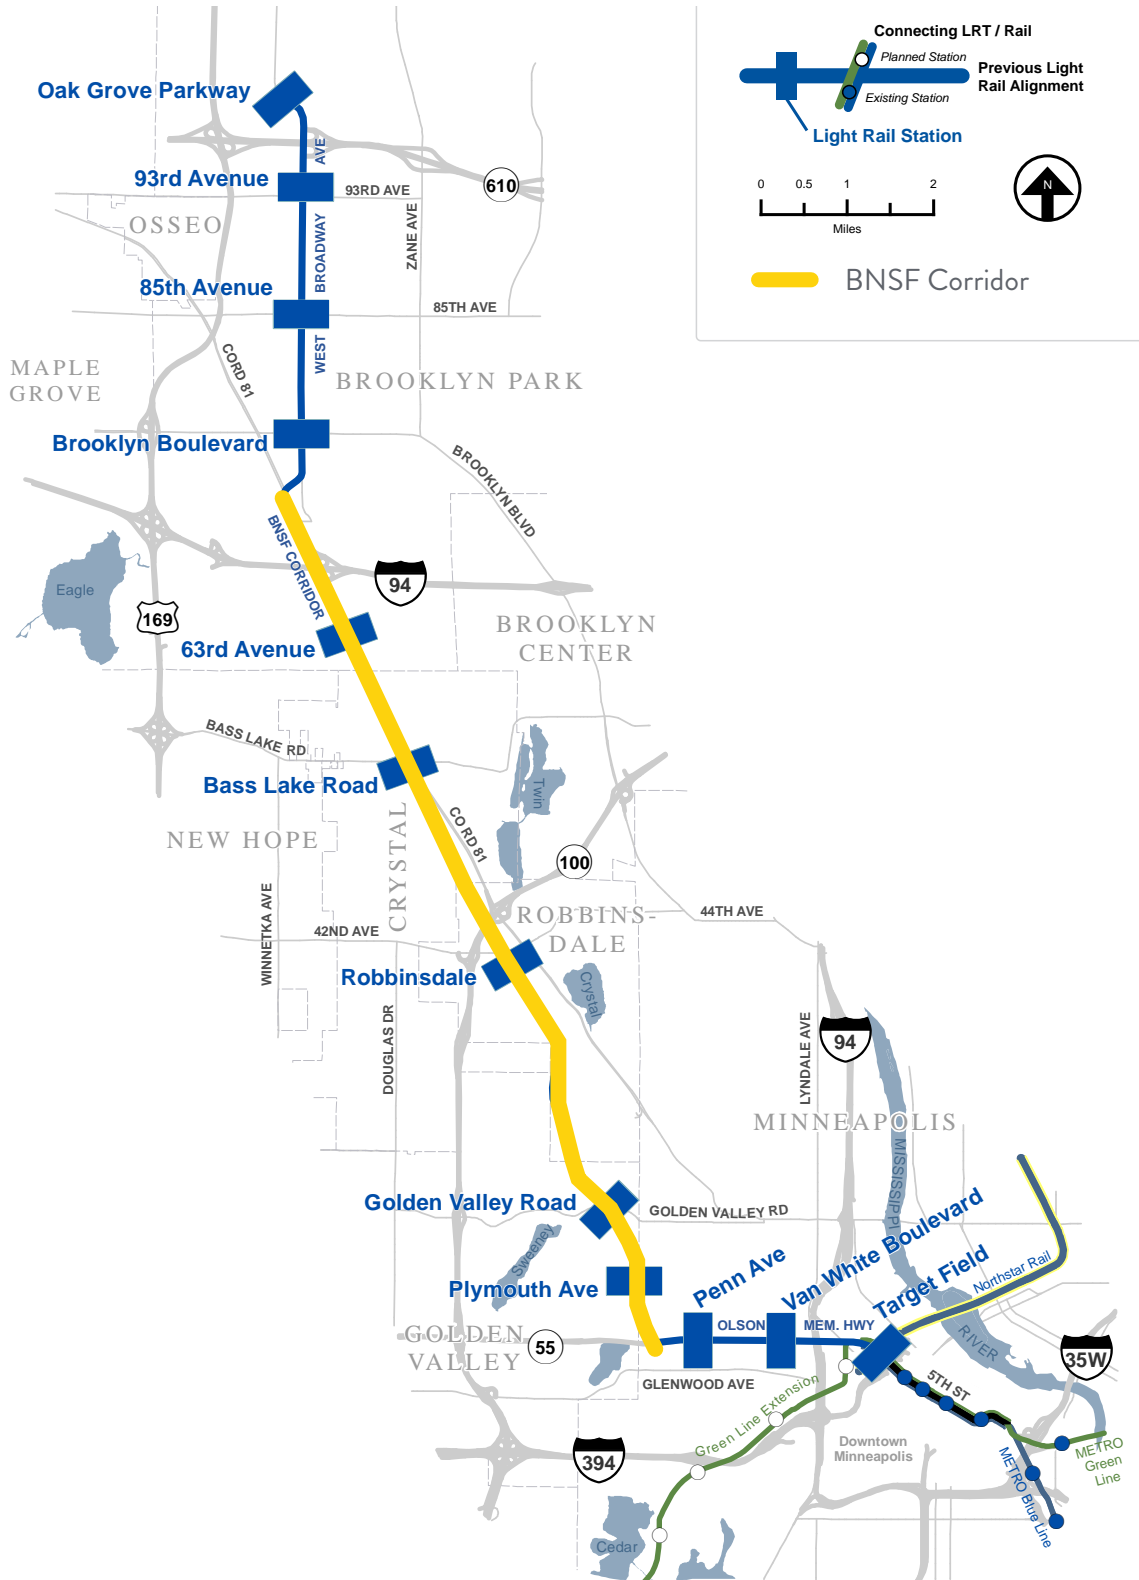 Connecting LRT / Rail
Planned Station
Previous Light
Rail Alignment
Existing Station
Light Rail Station
0 0.5 1 2
Miles
N
BNSF Corridor
Oak Grove Parkway
AVE
610
93rd Avenue
93RD AVE
OSSEO
BROADWAY
ZANE AVE
85th Avenue
85TH AVE
WEST
CORD 81
MAPLE
GROVE
BROOKLYN PARK
Brooklyn Boulevard
BROOKLYN BLVD
BNSF CORRIDOR
94
Eagle
169
63rd Avenue
BROOKLYN
CENTER
BASS LAKE RD
Bass Lake Road
Twin
NEW HOPE
CRYSTAL
CO RD 81
100
WINNETKA AVE
42ND AVE
ROBBINS-
DALE
44TH AVE
Robbinsdale
Crystal
DOUGLAS DR
LYNDALE AVE
94
MINNEAPOLIS
MISSISSIPPI
Golden Valley Road
GOLDEN VALLEY RD
Sweeney
Plymouth Ave
Penn Ave
Van White Boulevard
Target Field
Northstar Rail
GOLDEN
VALLEY
55
OLSON
MEM. HWY
RIVER
35W
GLENWOOD AVE
5TH ST
Green Line Extension
Downtown
Minneapolis
394
METRO
Green
Line
METRO Blue Line
Cedar